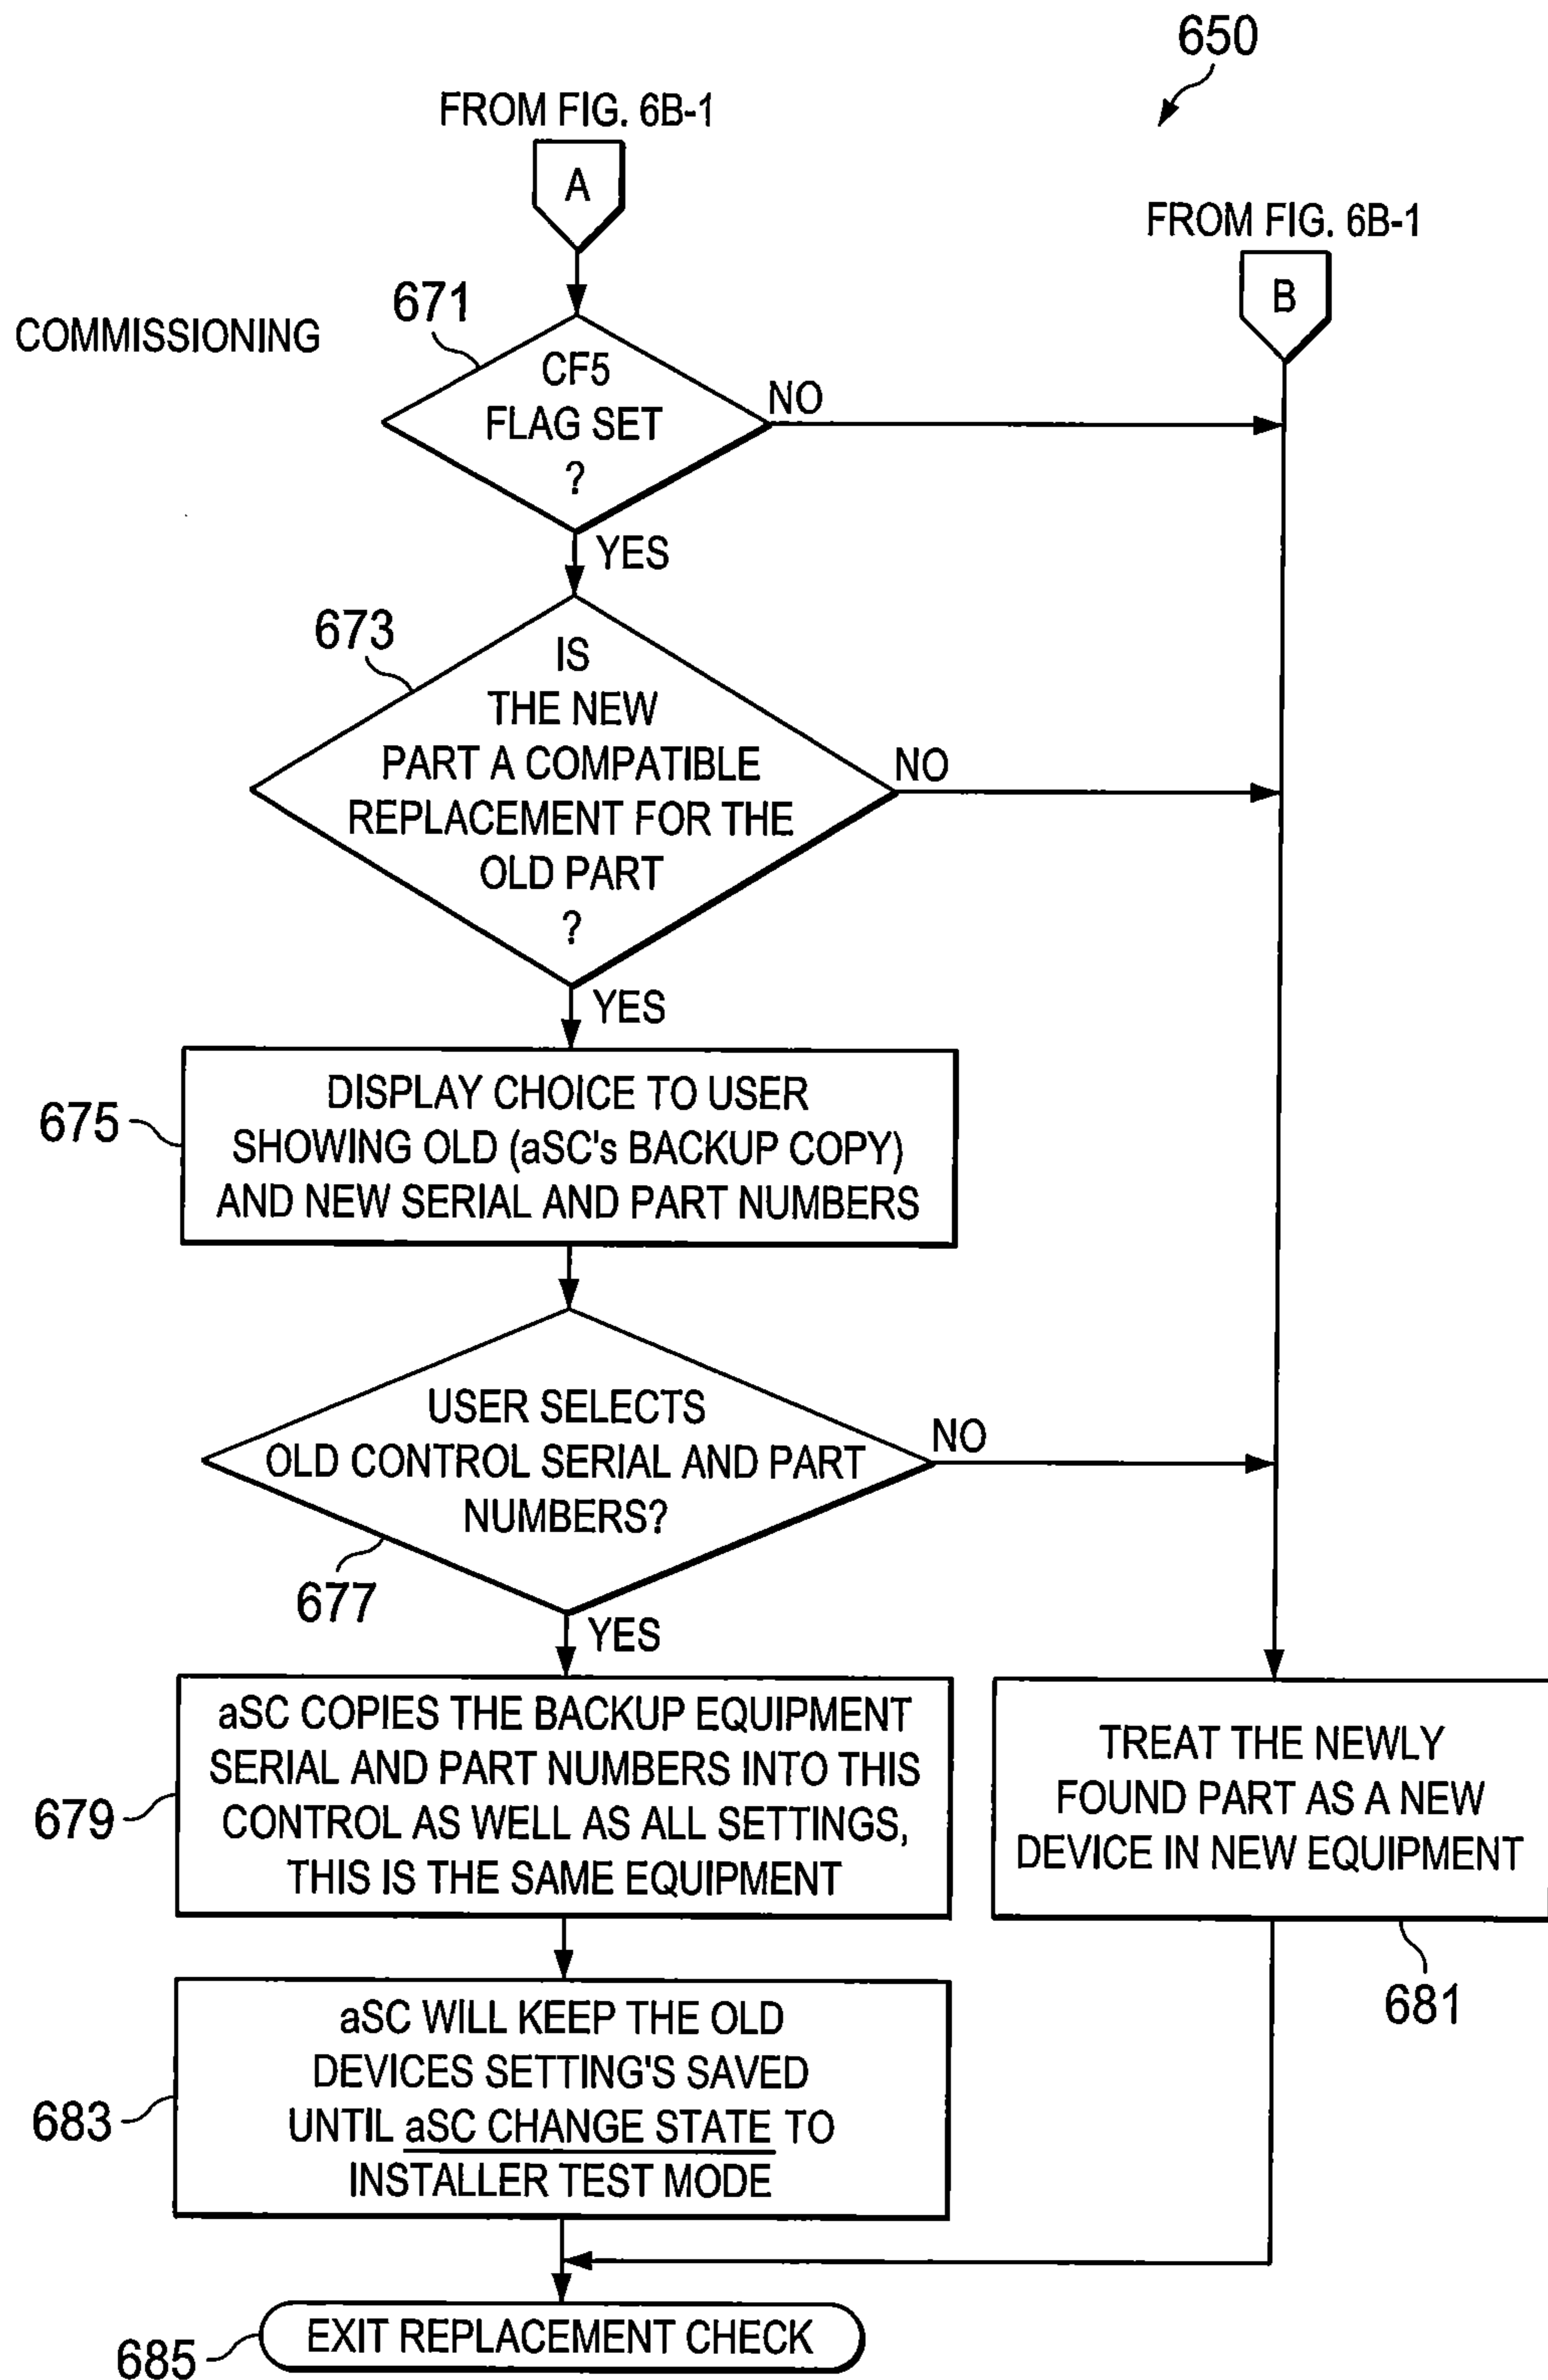 650
FROM FIG. 6B-1
A
FROM FIG. 6B-1
B
COMMISSIONING
671
CF5
FLAG SET
?
NO
YES
673
IS
THE NEW
PART A COMPATIBLE
REPLACEMENT FOR THE
OLD PART
?
NO
YES
675
DISPLAY CHOICE TO USER
SHOWING OLD (aSC's BACKUP COPY)
AND NEW SERIAL AND PART NUMBERS
USER SELECTS
OLD CONTROL SERIAL AND PART
NUMBERS?
NO
677
YES
679
aSC COPIES THE BACKUP EQUIPMENT
SERIAL AND PART NUMBERS INTO THIS
CONTROL AS WELL AS ALL SETTINGS,
THIS IS THE SAME EQUIPMENT
TREAT THE NEWLY
FOUND PART AS A NEW
DEVICE IN NEW EQUIPMENT
681
683
aSC WILL KEEP THE OLD
DEVICES SETTING'S SAVED
UNTIL aSC CHANGE STATE TO
INSTALLER TEST MODE
685
EXIT REPLACEMENT CHECK